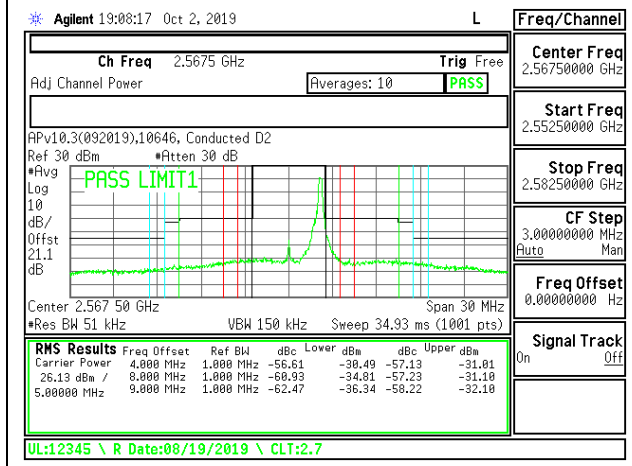 Agilent 19:08:17 Oct 2, 2019 L
Freq/Channel
Ch Freq 2.5675 GHz Trig Free
Adj Channel Power Averages: 10 PASS
APv10.3(092019),10646, Conducted D2
Ref 30 dBm #Atten 30 dB
#Avg
Log
10
dB/
Offst
21.1
dB
PASS LIMIT1
Center 2.567 50 GHz Span 30 MHz
#Res BW 51 kHz VBW 150 kHz Sweep 34.93 ms (1001 pts)
RMS Results Freq Offset Ref BW dBc Lower dBm dBc Upper dBm
Carrier Power 4.000 MHz 1.000 MHz -56.61 -30.49 -57.13 -31.01
26.13 dBm / 8.000 MHz 1.000 MHz -60.93 -34.81 -57.23 -31.10
5.00000 MHz 9.000 MHz 1.000 MHz -62.47 -36.34 -58.22 -32.10
UL:12345 \ R Date:08/19/2019 \ CLT:2.7
Center Freq
2.56750000 GHz
Start Freq
2.55250000 GHz
Stop Freq
2.58250000 GHz
CF Step
3.00000000 MHz
Auto Man
Freq Offset
0.00000000 Hz
Signal Track
On Off